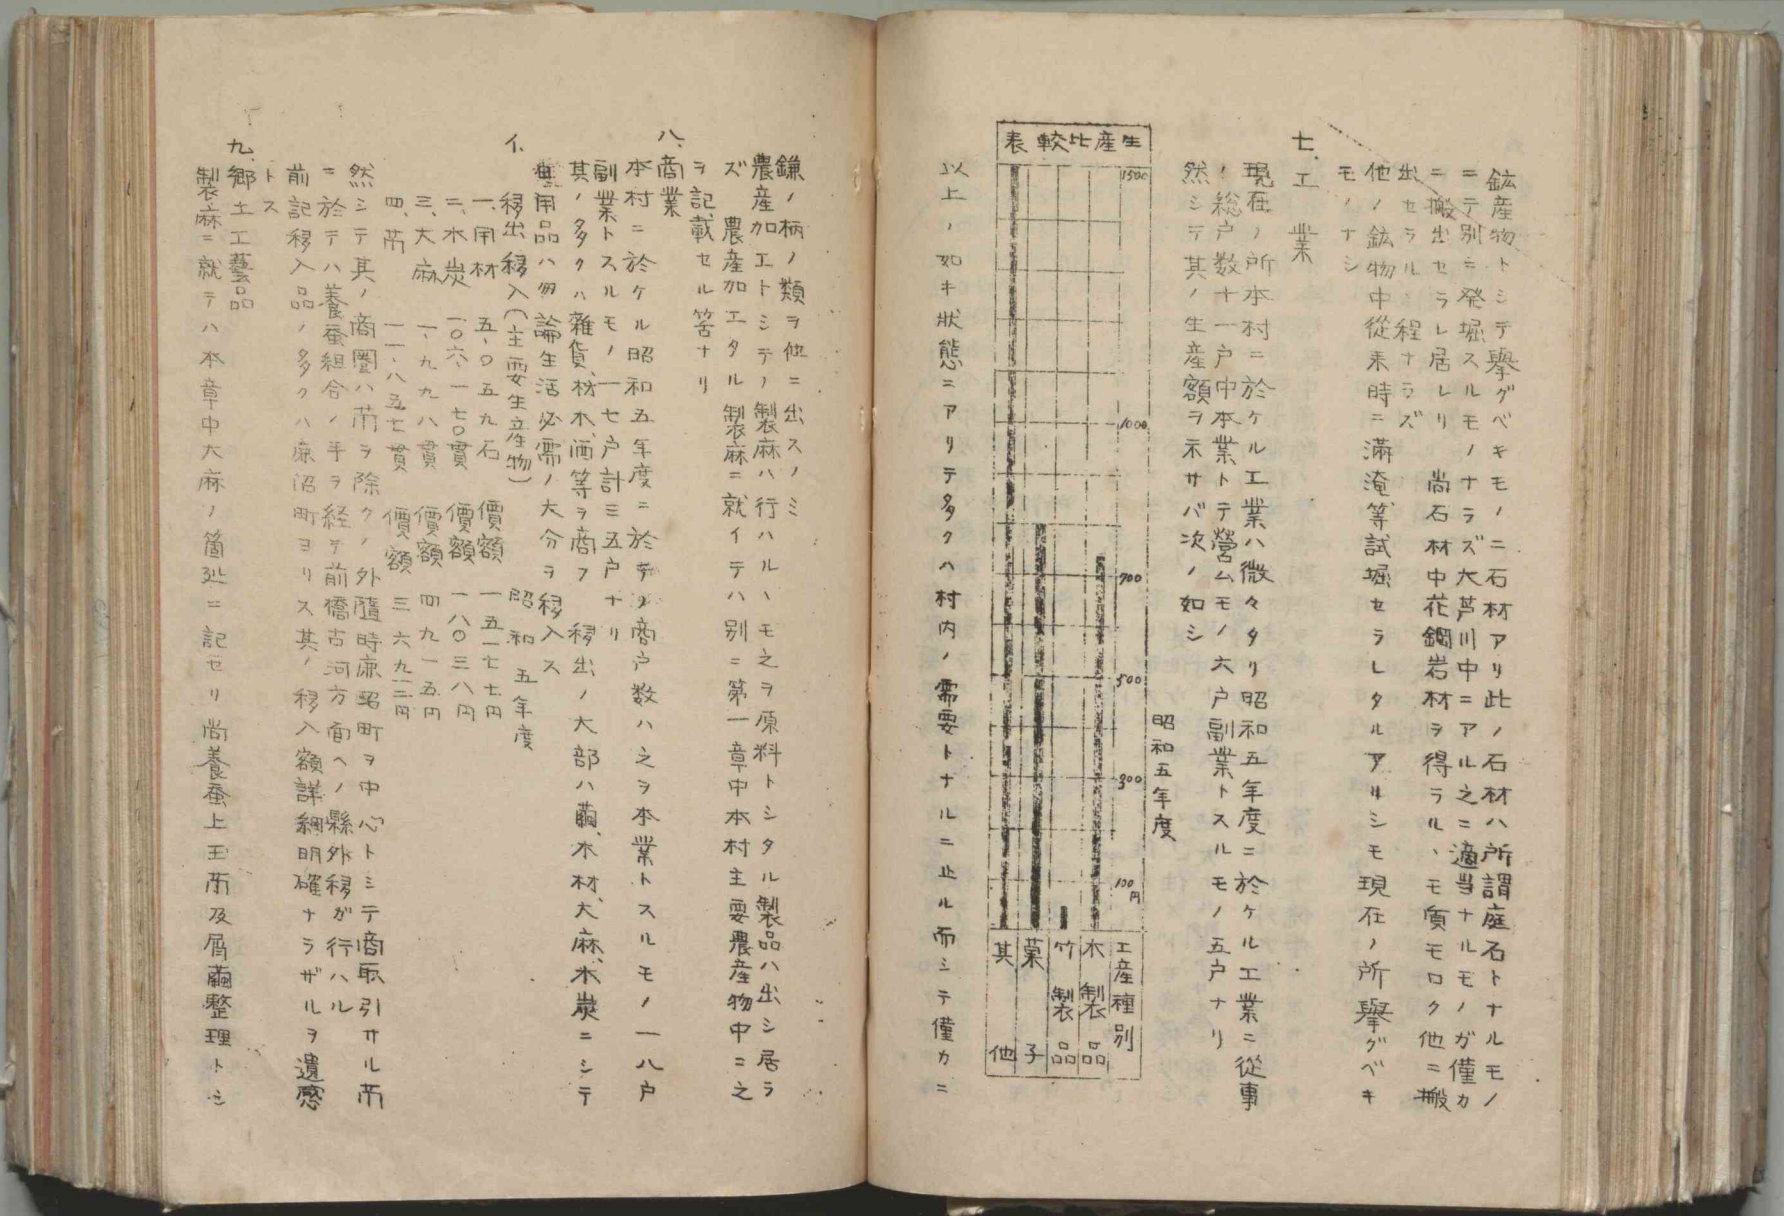 鉱産物トシテ擧グベキモノニ石材アリ此ノ石材ハ所謂庭石トナルモノ
ニテ別ニ発堀スルモノナラズ大芦川中ニアル之ニ適当ナルモノガ僅カ
ニ搬出セラレ居レリ　尚石材中花鋼岩材ヲ得ラル、モ質モロク他ニ搬
出セラル程ナラズ
他ノ鉱物中従来時ニ満淹等試堀セラレタルアルシモ現在ノ所擧グベキ
モノナシ
七、工業
現在ノ所本村ニ於ケル工業ハ微々タリ昭和五年度ニ於ケル工業ニ從事
ノ総戸数十一戸中本業トテ營ムモノ六戸副業トスルモノ五戸ナリ
然シテ其ノ生産額ヲ示サバ次ノ如シ
昭和五年度
生産比較表
1500
1000
700
500
300
100円
工産種別
木製品
竹製品
菓子
其他
以上ノ如キ狀態ニアリテ多クハ村内ノ需要トナルニ止ル而シテ僅カニ
鎌ノ柄ノ類ヲ他ニ出スノミ
農産加工トシテノ製麻ハ行ハル、モ之ヲ原料トシタル製品ハ出シ居ラ
ズ　農産加工タル製麻ニ就イテハ別ニ第一章中本村主要農産物中ニ之
ヲ記載セル筈ナリ
八、商業
本村ニ於ケル昭和五年度ニ於テノ商戸数ハ之ヲ本業トスルモノ一八戸
副業トスルモノ一七戸計三五戸ナリ
其ノ多クハ雜貨、材木、酒等ヲ商フ　移出ノ大部ハ繭、木材、大麻、木炭ニシテ
用品ハ勿論生活必需ノ大分ヲ移入ス
イ、移出移入(主要生産物)　昭和五年度
一、用材　五、〇五九石　價額　一五一七七円
二、木炭　一〇六、一七〇貫　價額　一八〇三八円
三、大麻　一、九九八貫　價額　四九一五円
四、繭　一一、八五七貫　價額　三六九二円
然シテ其ノ商圏ハ繭ヲ除クノ外隨時鹿沼町ヲ中心トシテ商取引サル繭
ニ於テハ養蚕組合ノ手ヲ経テ前橋古河方面ヘノ縣外移が行ハル
前記移入品ノ多クハ鹿沼町ヨリス其ノ移入額詳細明確ナラザルヲ遺憾
トス
九、郷土工藝品
製麻ニ就テハ本章中大麻ノ箇処ニ記セリ尚養蚕上玉繭及屑繭整理トシ